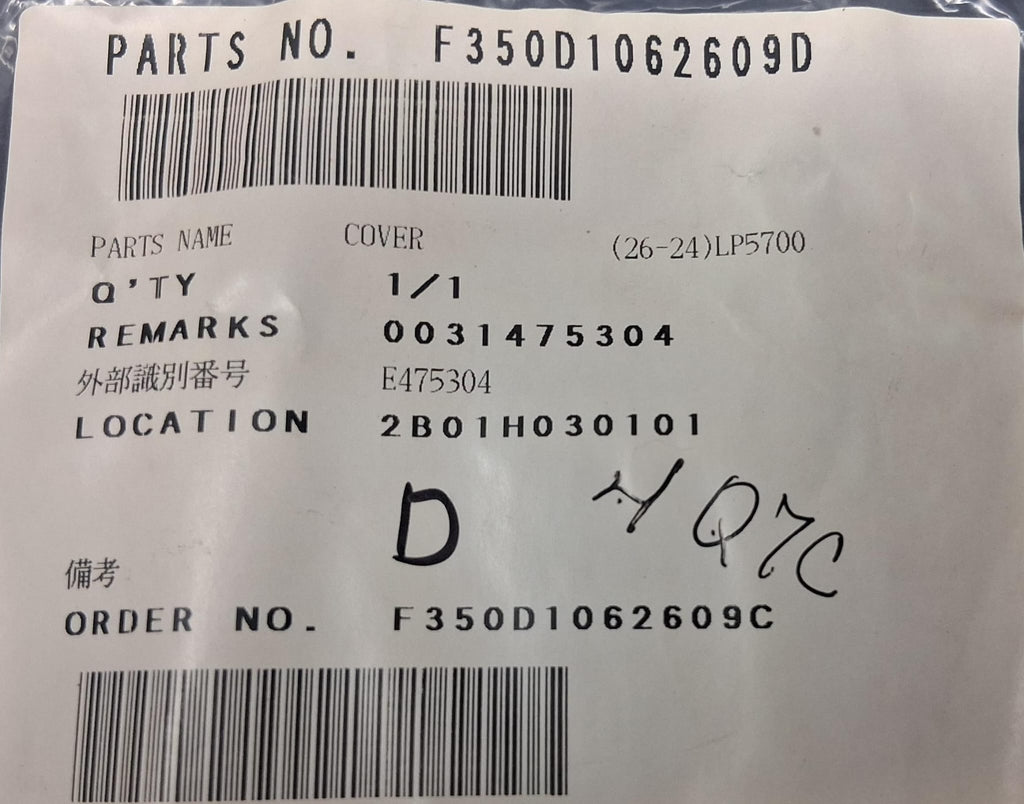 PARTS NO. F350D1062609D
PARTS NAME COVER (26-24)LP5700
Q'TY 1/1
REMARKS 0031475304
外部識別番号 E475304
LOCATION 2B01H030101
D
備考
ORDER NO. F350D1062609C